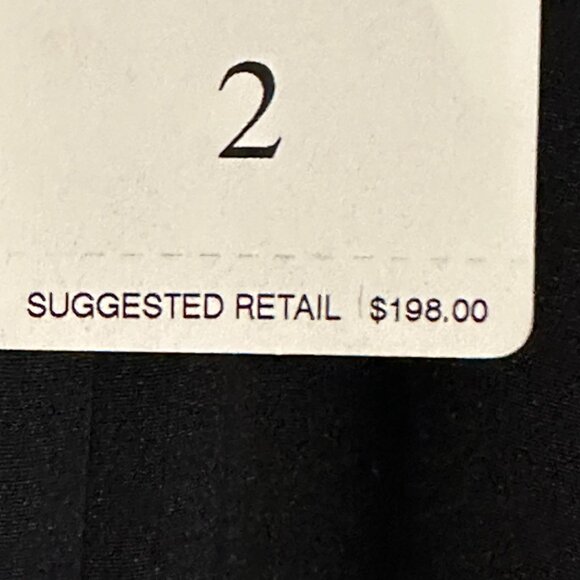 2
SUGGESTED RETAIL $198.00